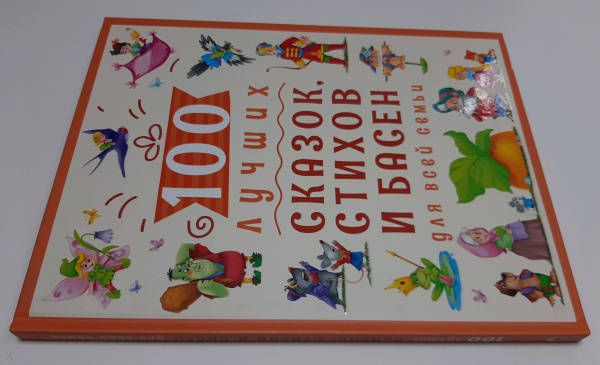 100
лучших
СКАЗОК,
СТИХОВ
И БАСЕН
для всей семьи